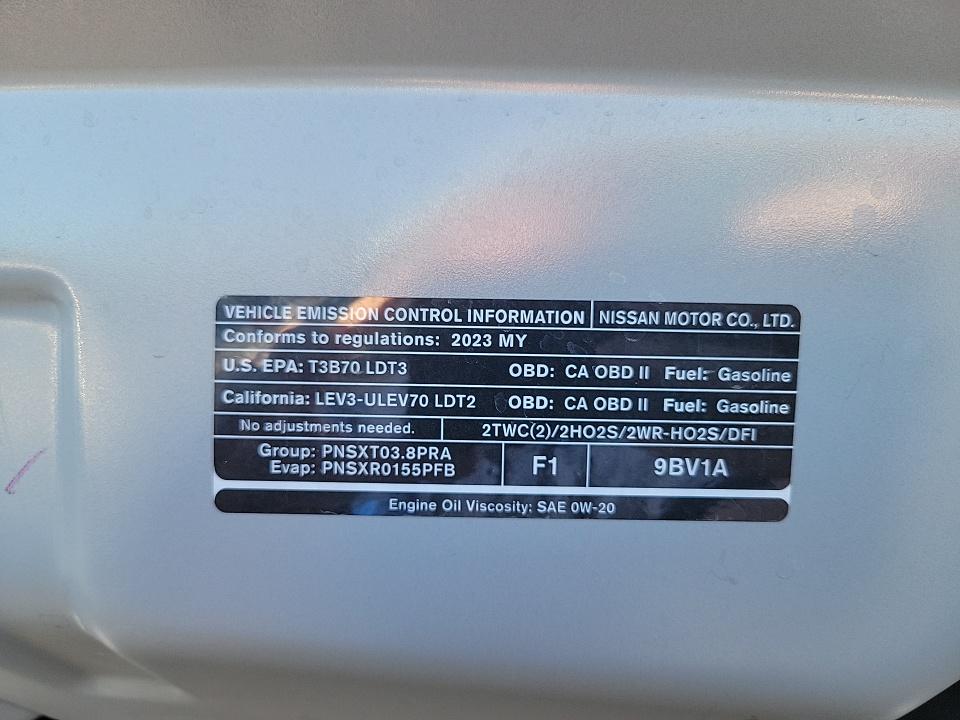 VEHICLE EMISSION CONTROL INFORMATION NISSAN MOTOR CO., LTD.
Conforms to regulations: 2023 MY
U.S. EPA: T3B70 LDT3 OBD: CA OBD II Fuel: Gasoline
California: LEV3-ULEV70 LDT2 OBD: CA OBD II Fuel: Gasoline
No adjustments needed. 2TWC(2)/2HO2S/2WR-HO2S/DFI
Group: PNSXT03.8PRA
Evap: PNSXR0155PFB F1 9BV1A
Engine Oil Viscosity: SAE 0W-20